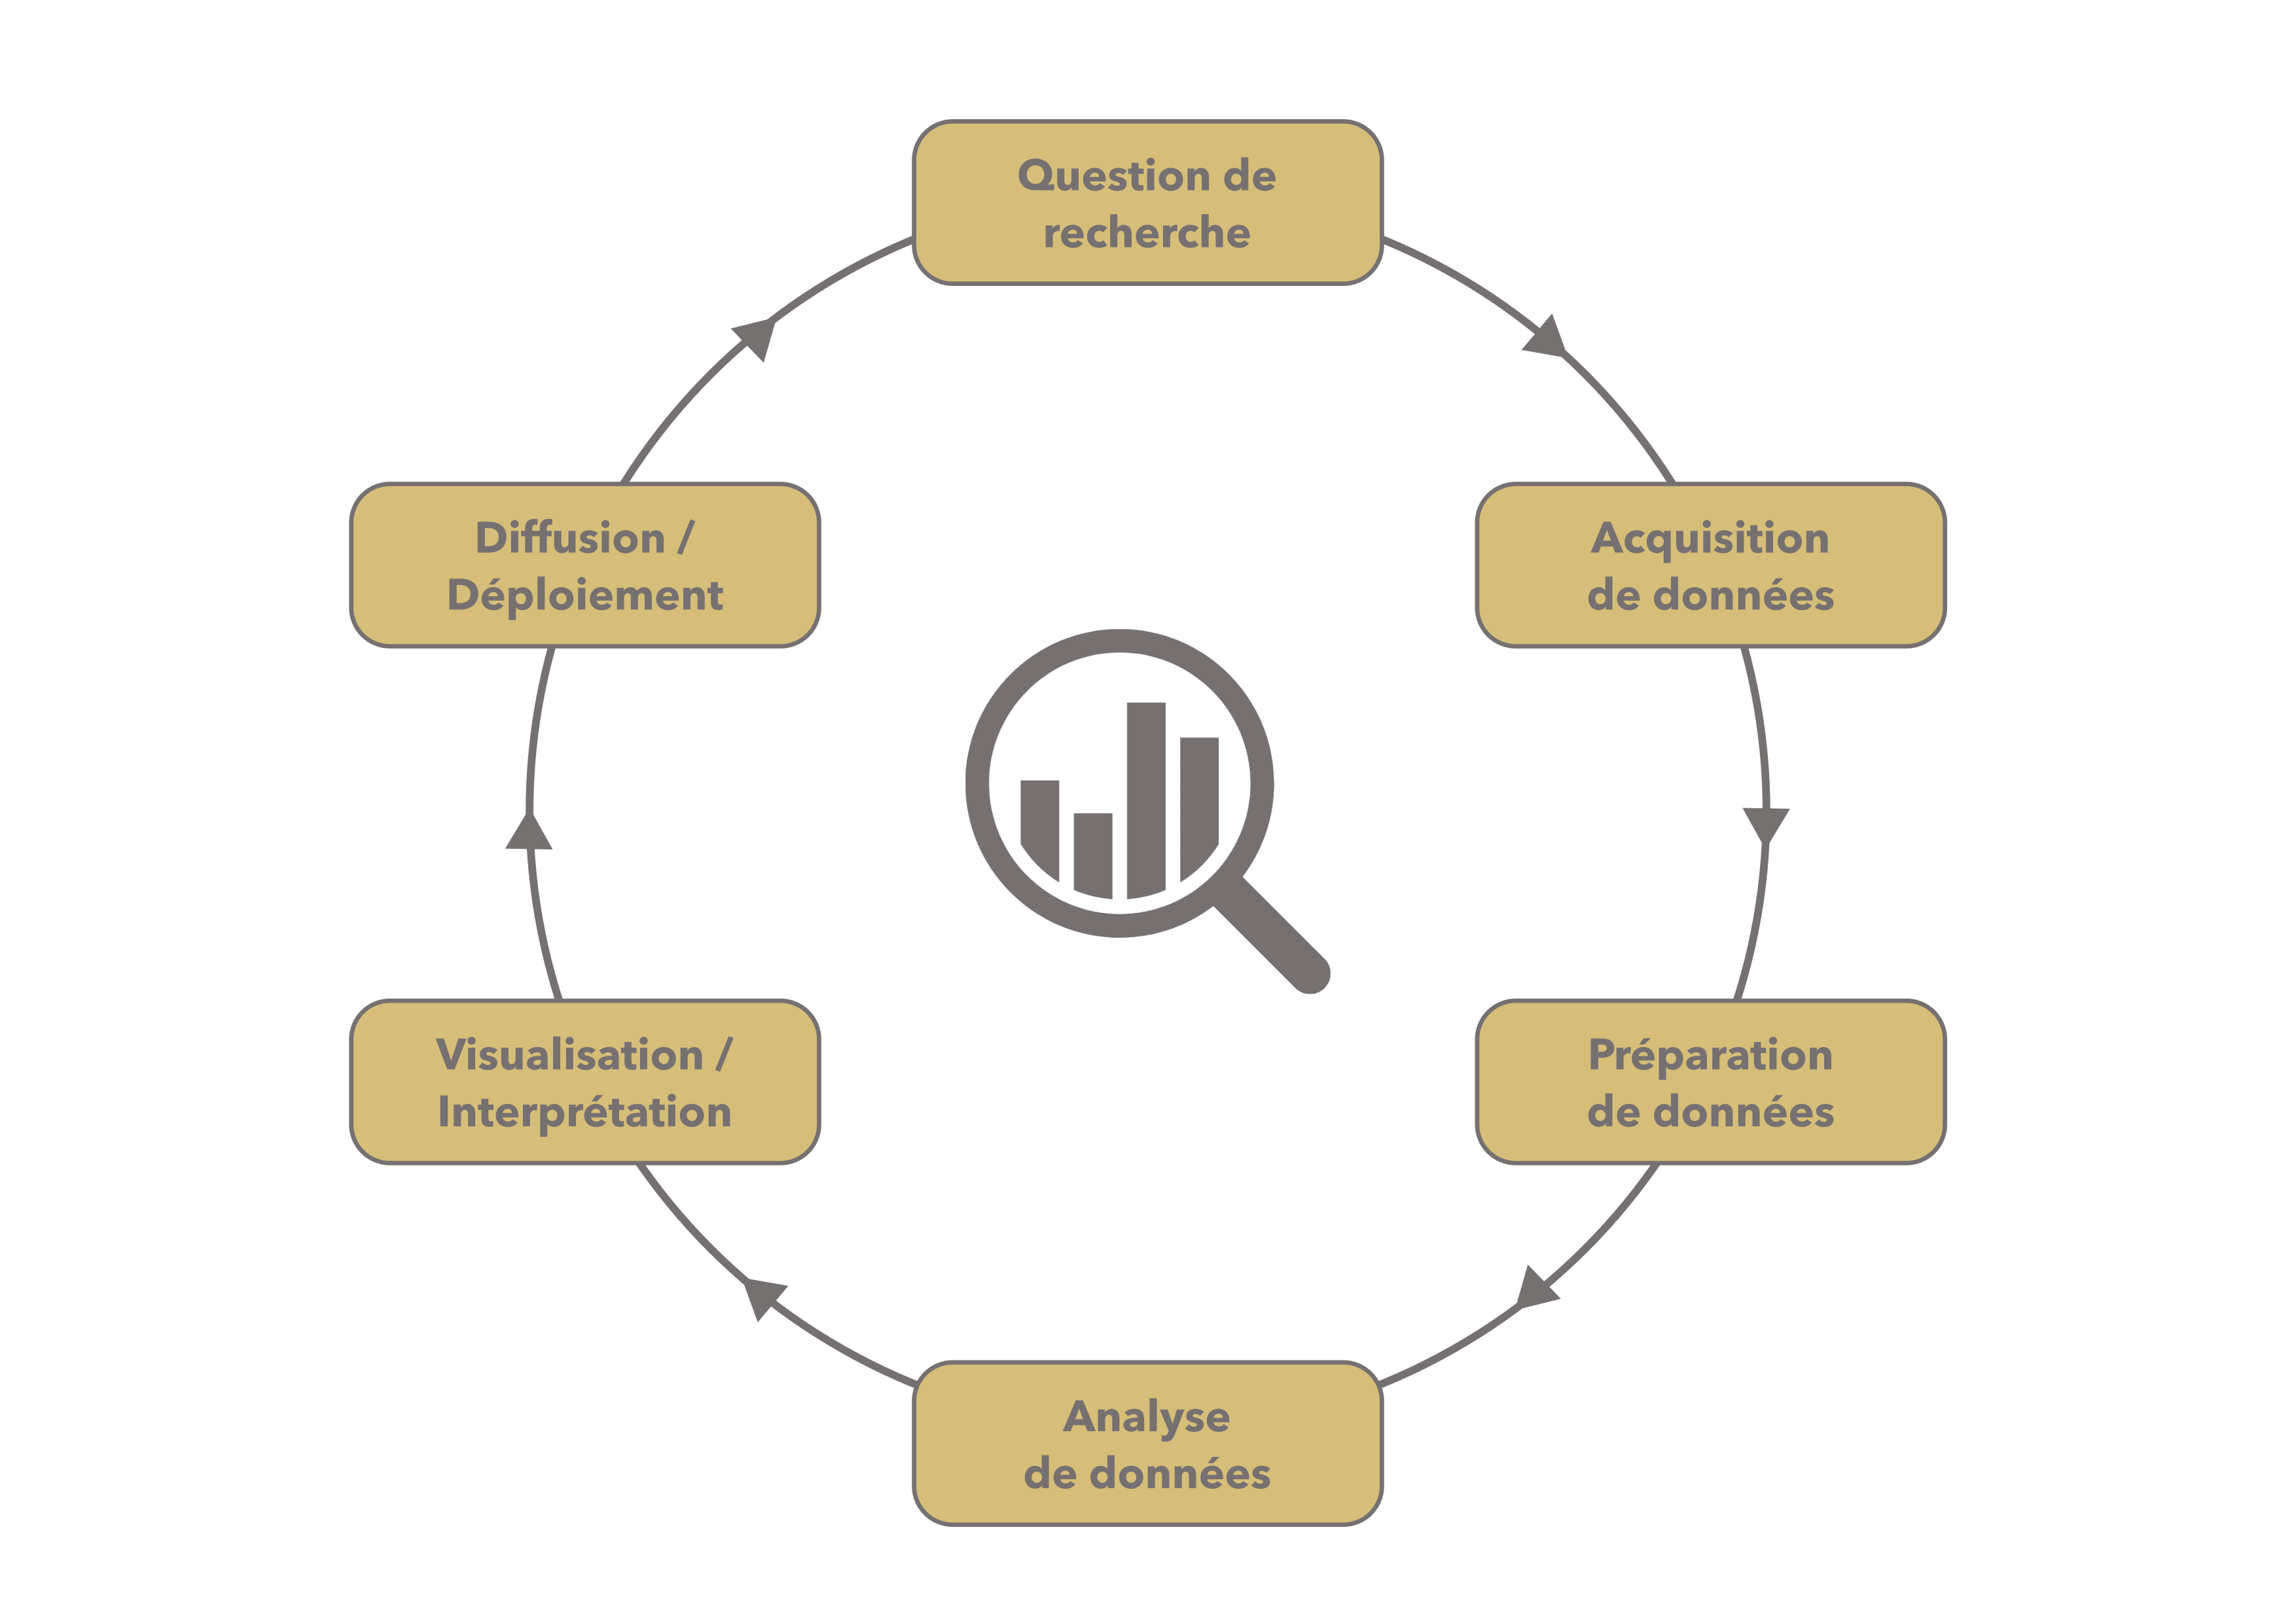 Question de
recherche
Acquisition
de données
Préparation
de données
Analyse
de données
Visualisation /
Interprétation
Diffusion /
Déploiement